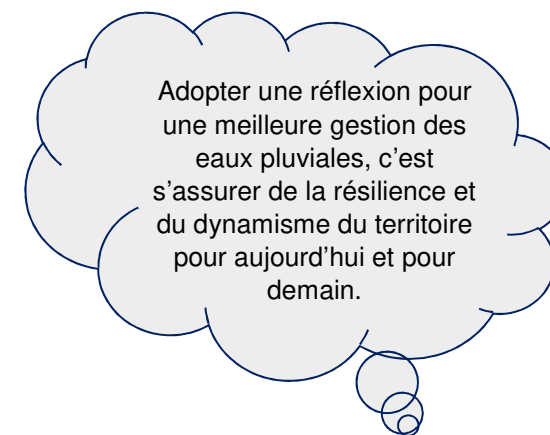 Adopter une réflexion pour
une meilleure gestion des
eaux pluviales, c’est
s’assurer de la résilience et
du dynamisme du territoire
pour aujourd’hui et pour
demain.